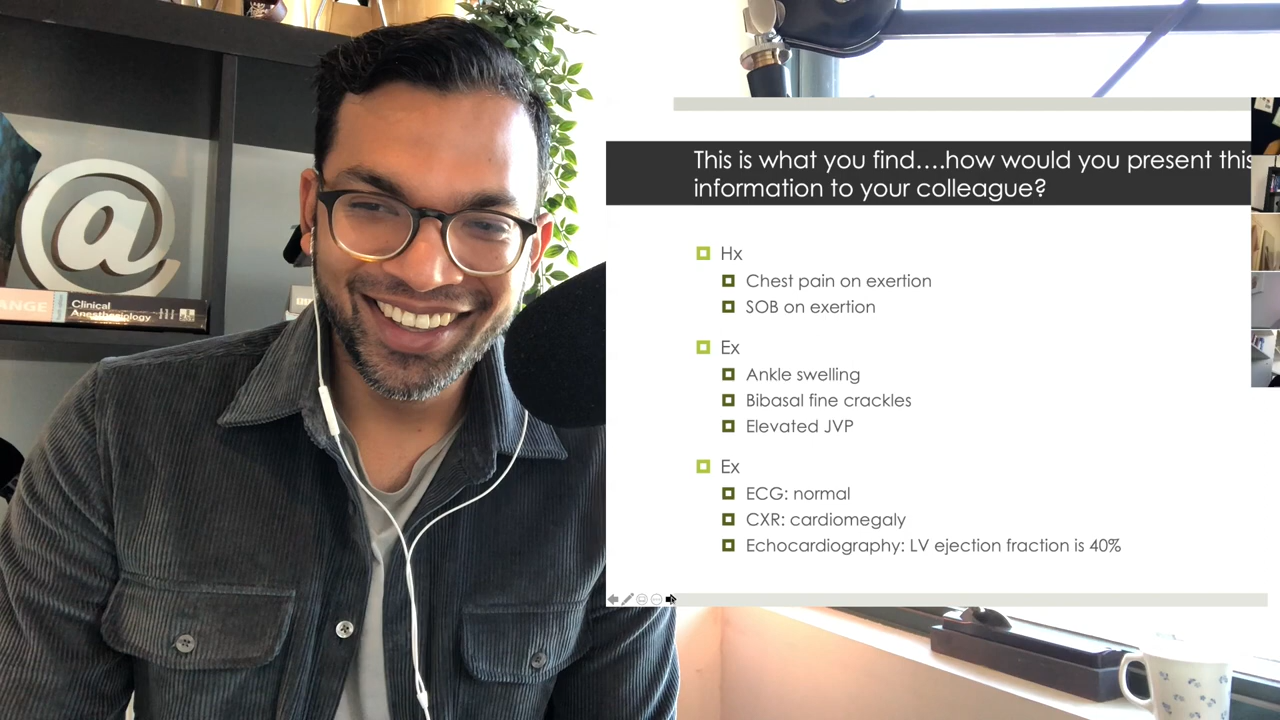 @
ANGE
Clinical
Anesthesiology
This is what you find....how would you present this
information to your colleague?
Hx
Chest pain on exertion
SOB on exertion
Ex
Ankle swelling
Bibasal fine crackles
Elevated JVP
Ex
ECG: normal
CXR: cardiomegaly
Echocardiography: LV ejection fraction is 40%